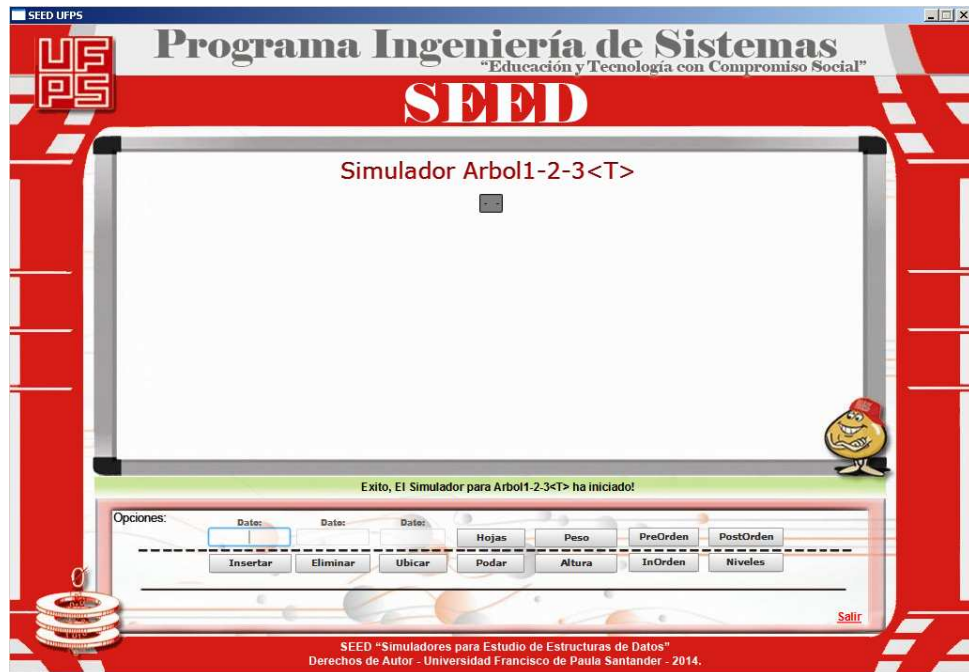 SEED UFPS
UFPS
Programa Ingeniería de Sistemas
“Educación y Tecnología con Compromiso Social”
SEED
Simulador Arbol1-2-3<T>
- -
Exito, El Simulador para Arbol1-2-3<T> ha iniciado!
Opciones:
Dato: Dato: Dato:
Hojas Peso PreOrden PostOrden
Insertar Eliminar Ubicar Podar Altura InOrden Niveles
Salir
SEED “Simuladores para Estudio de Estructuras de Datos”
Derechos de Autor - Universidad Francisco de Paula Santander - 2014.